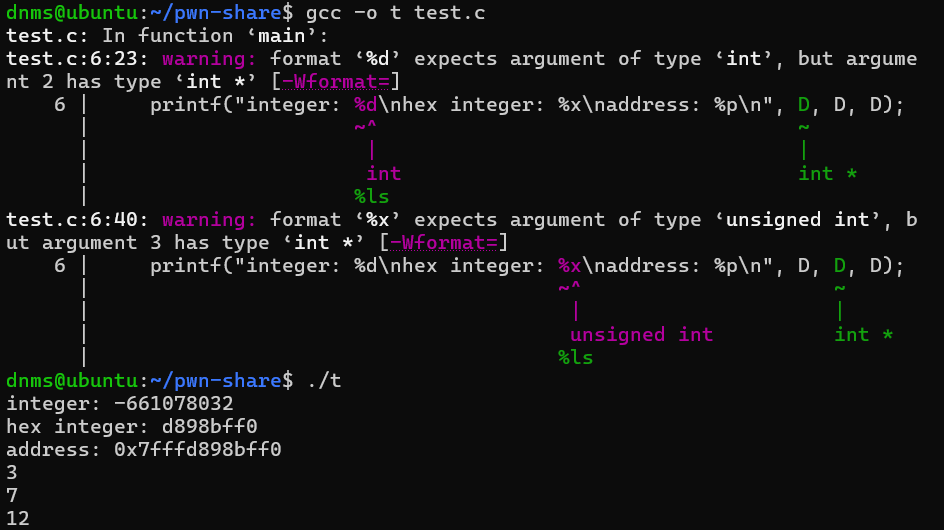 dnms@ubuntu:~/pwn-share$ gcc -o t test.c
test.c: In function ‘main’:
test.c:6:23: warning: format ‘%d’ expects argument of type ‘int’, but argume
nt 2 has type ‘int *’ [-Wformat=]
    6 |     printf("integer: %d\nhex integer: %x\naddress: %p\n", D, D, D);
      |                      ~^                                   ~
      |                       |                                   |
      |                       int                                 int *
      |                      %ls
test.c:6:40: warning: format ‘%x’ expects argument of type ‘unsigned int’, b
ut argument 3 has type ‘int *’ [-Wformat=]
    6 |     printf("integer: %d\nhex integer: %x\naddress: %p\n", D, D, D);
      |                                       ~^                     ~
      |                                        |                     |
      |                                        unsigned int          int *
      |                                       %ls
dnms@ubuntu:~/pwn-share$ ./t
integer: -661078032
hex integer: d898bff0
address: 0x7fffd898bff0
3
7
12